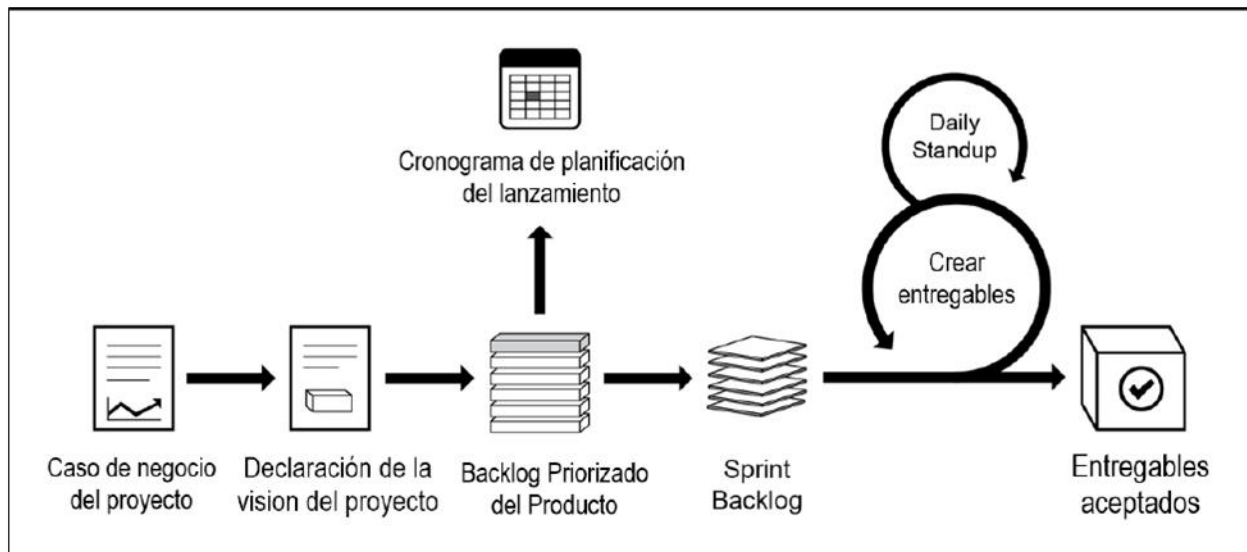 Cronograma de planificación
del lanzamiento
Daily
Standup
Crear
entregables
Caso de negocio
del proyecto
Declaración de la
vision del proyecto
Backlog Priorizado
del Producto
Sprint
Backlog
Entregables
aceptados